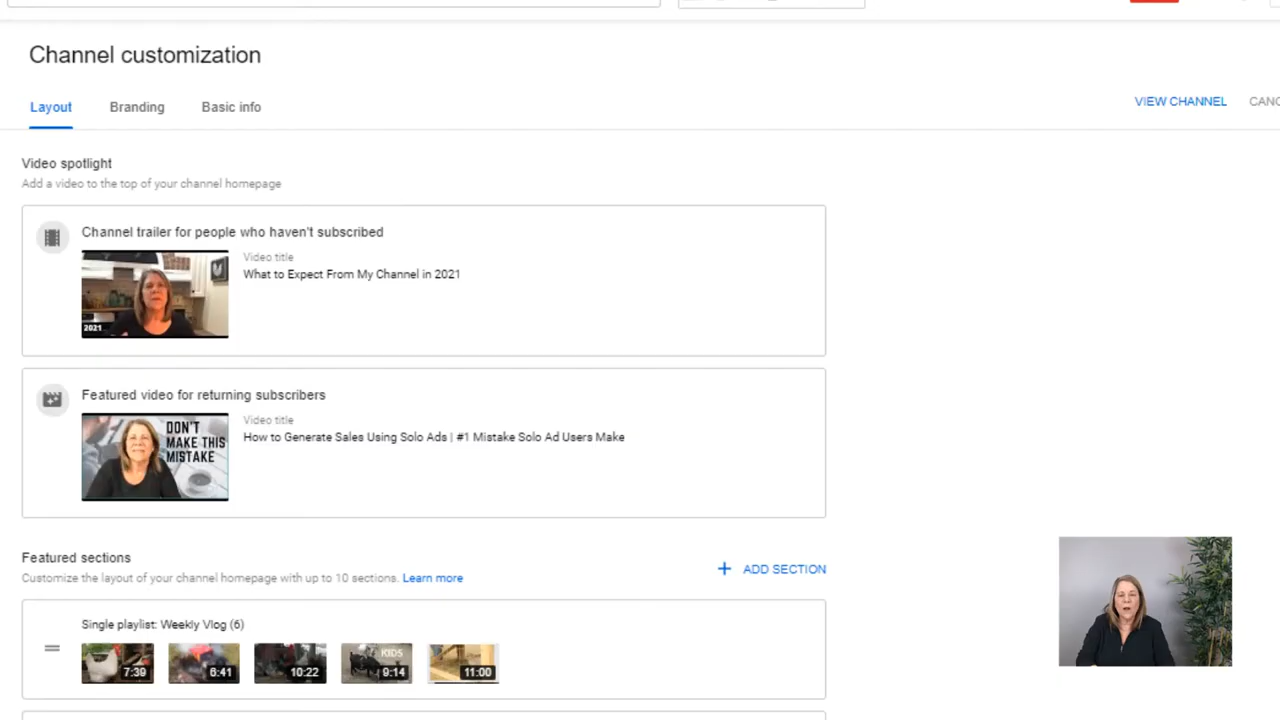 Channel customization
Layout Branding Basic info
VIEW CHANNEL CANC
Video spotlight
Add a video to the top of your channel homepage
Channel trailer for people who haven't subscribed
Video title
What to Expect From My Channel in 2021
2021
Featured video for returning subscribers
Video title
How to Generate Sales Using Solo Ads | #1 Mistake Solo Ad Users Make
DON'T
MAKE THIS
MISTAKE
Featured sections
Customize the layout of your channel homepage with up to 10 sections. Learn more
+ ADD SECTION
Single playlist: Weekly Vlog (6)
KIDS
7:39 6:41 10:22 9:14 11:00